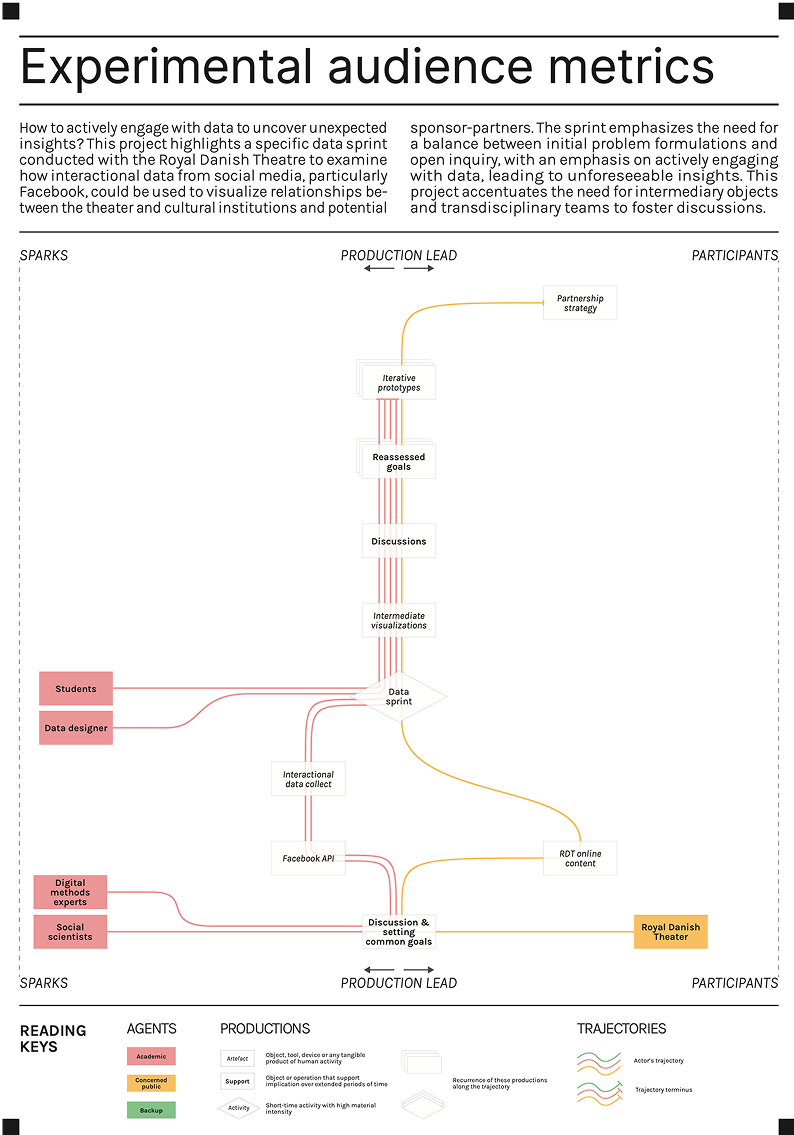 Experimental audience metrics
How to actively engage with data to uncover unexpected
insights? This project highlights a specific data sprint
conducted with the Royal Danish Theatre to examine
how interactional data from social media, particularly
Facebook, could be used to visualize relationships be-
tween the theater and cultural institutions and potential
sponsor-partners. The sprint emphasizes the need for
a balance between initial problem formulations and
open inquiry, with an emphasis on actively engaging
with data, leading to unforeseeable insights. This
project accentuates the need for intermediary objects
and transdisciplinary teams to foster discussions.
SPARKS
PRODUCTION LEAD
PARTICIPANTS
Partnership
strategy
Iterative
prototypes
Reassessed
goals
Discussions
Intermediate
visualizations
Students
Data
sprint
Data designer
Interactional
data collect
Facebook API
RDT online
content
Digital
methods
experts
Social
scientists
Discussion &
setting
common goals
Royal Danish
Theater
SPARKS
PRODUCTION LEAD
PARTICIPANTS
READING
KEYS
AGENTS
Academic
Concerned
public
Backup
PRODUCTIONS
Artefact
Object, tool, device or any tangible
product of human activity
Support
Object or operation that support
implication over extended periods of time
Activity
Short-time activity with high material
intensity
Recurrence of these productions
along the trajectory
TRAJECTORIES
Actor's trajectory
Trajectory terminus